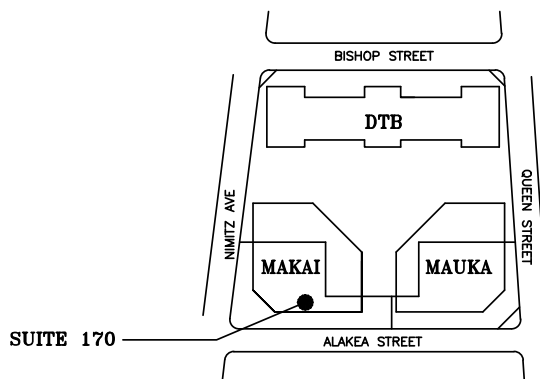 BISHOP STREET
DTB
NIMITZ AVE
QUEEN STREET
MAKAI
MAUKA
SUITE 170
ALAKEA STREET